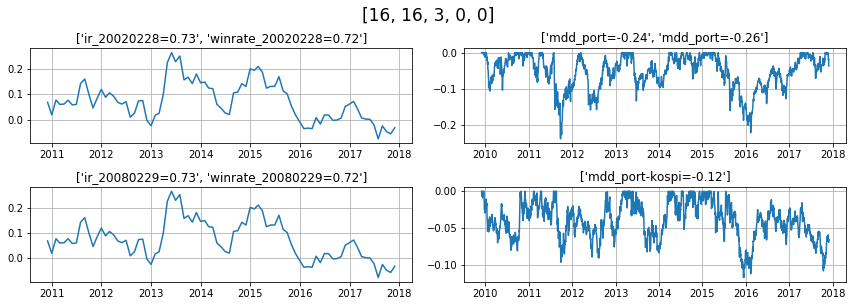 [16, 16, 3, 0, 0]
['ir_20020228=0.73', 'winrate_20020228=0.72']
0.2
0.1
0.0
2011 2012 2013 2014 2015 2016 2017 2018
['mdd_port=-0.24', 'mdd_port=-0.26']
0.0
−0.1
−0.2
2010 2011 2012 2013 2014 2015 2016 2017 2018
['ir_20080229=0.73', 'winrate_20080229=0.72']
0.2
0.1
0.0
2011 2012 2013 2014 2015 2016 2017 2018
['mdd_port-kospi=-0.12']
0.00
−0.05
−0.10
2010 2011 2012 2013 2014 2015 2016 2017 2018